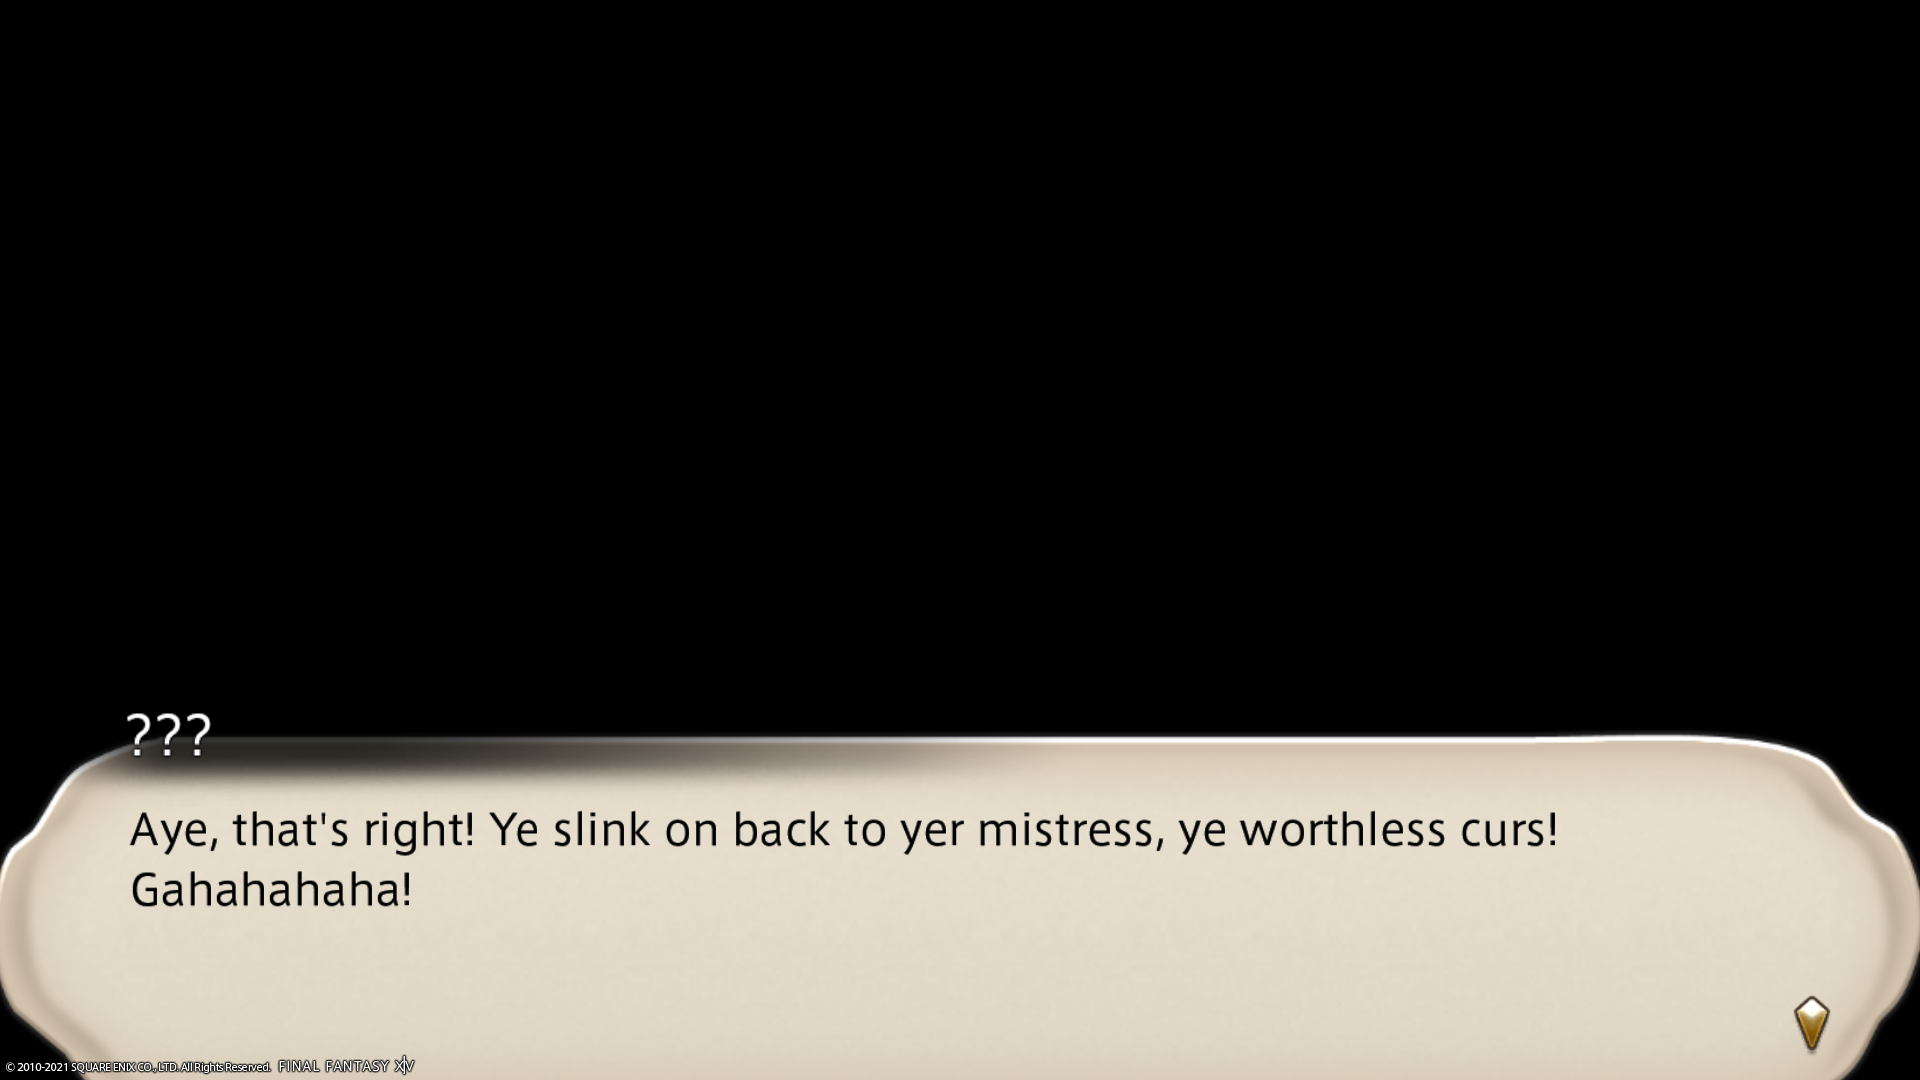 ???
Aye, that's right! Ye slink on back to yer mistress, ye worthless curs!
Gahahahaha!
© 2010-2021 SQUARE ENIX CO., LTD. All Rights Reserved. FINAL FANTASY XIV